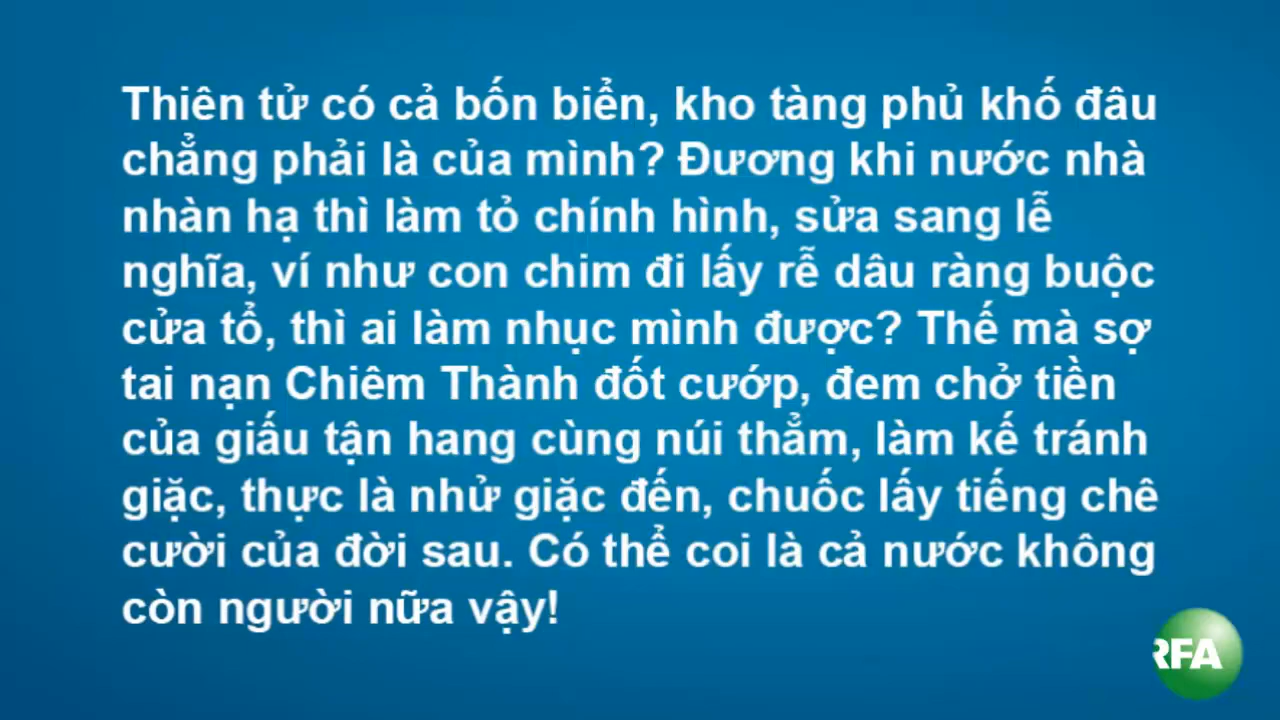 Thiên tử có cả bốn biển, kho tàng phủ khố đâu
chẳng phải là của mình? Đương khi nước nhà
nhàn hạ thì làm tỏ chính hình, sửa sang lễ
nghĩa, ví như con chim đi lấy rễ dâu ràng buộc
cửa tổ, thì ai làm nhục mình được? Thế mà sợ
tai nạn Chiêm Thành đốt cướp, đem chở tiền
của giấu tận hang cùng núi thẳm, làm kế tránh
giặc, thực là nhử giặc đến, chuốc lấy tiếng chê
cười của đời sau. Có thể coi là cả nước không
còn người nữa vậy!
RFA